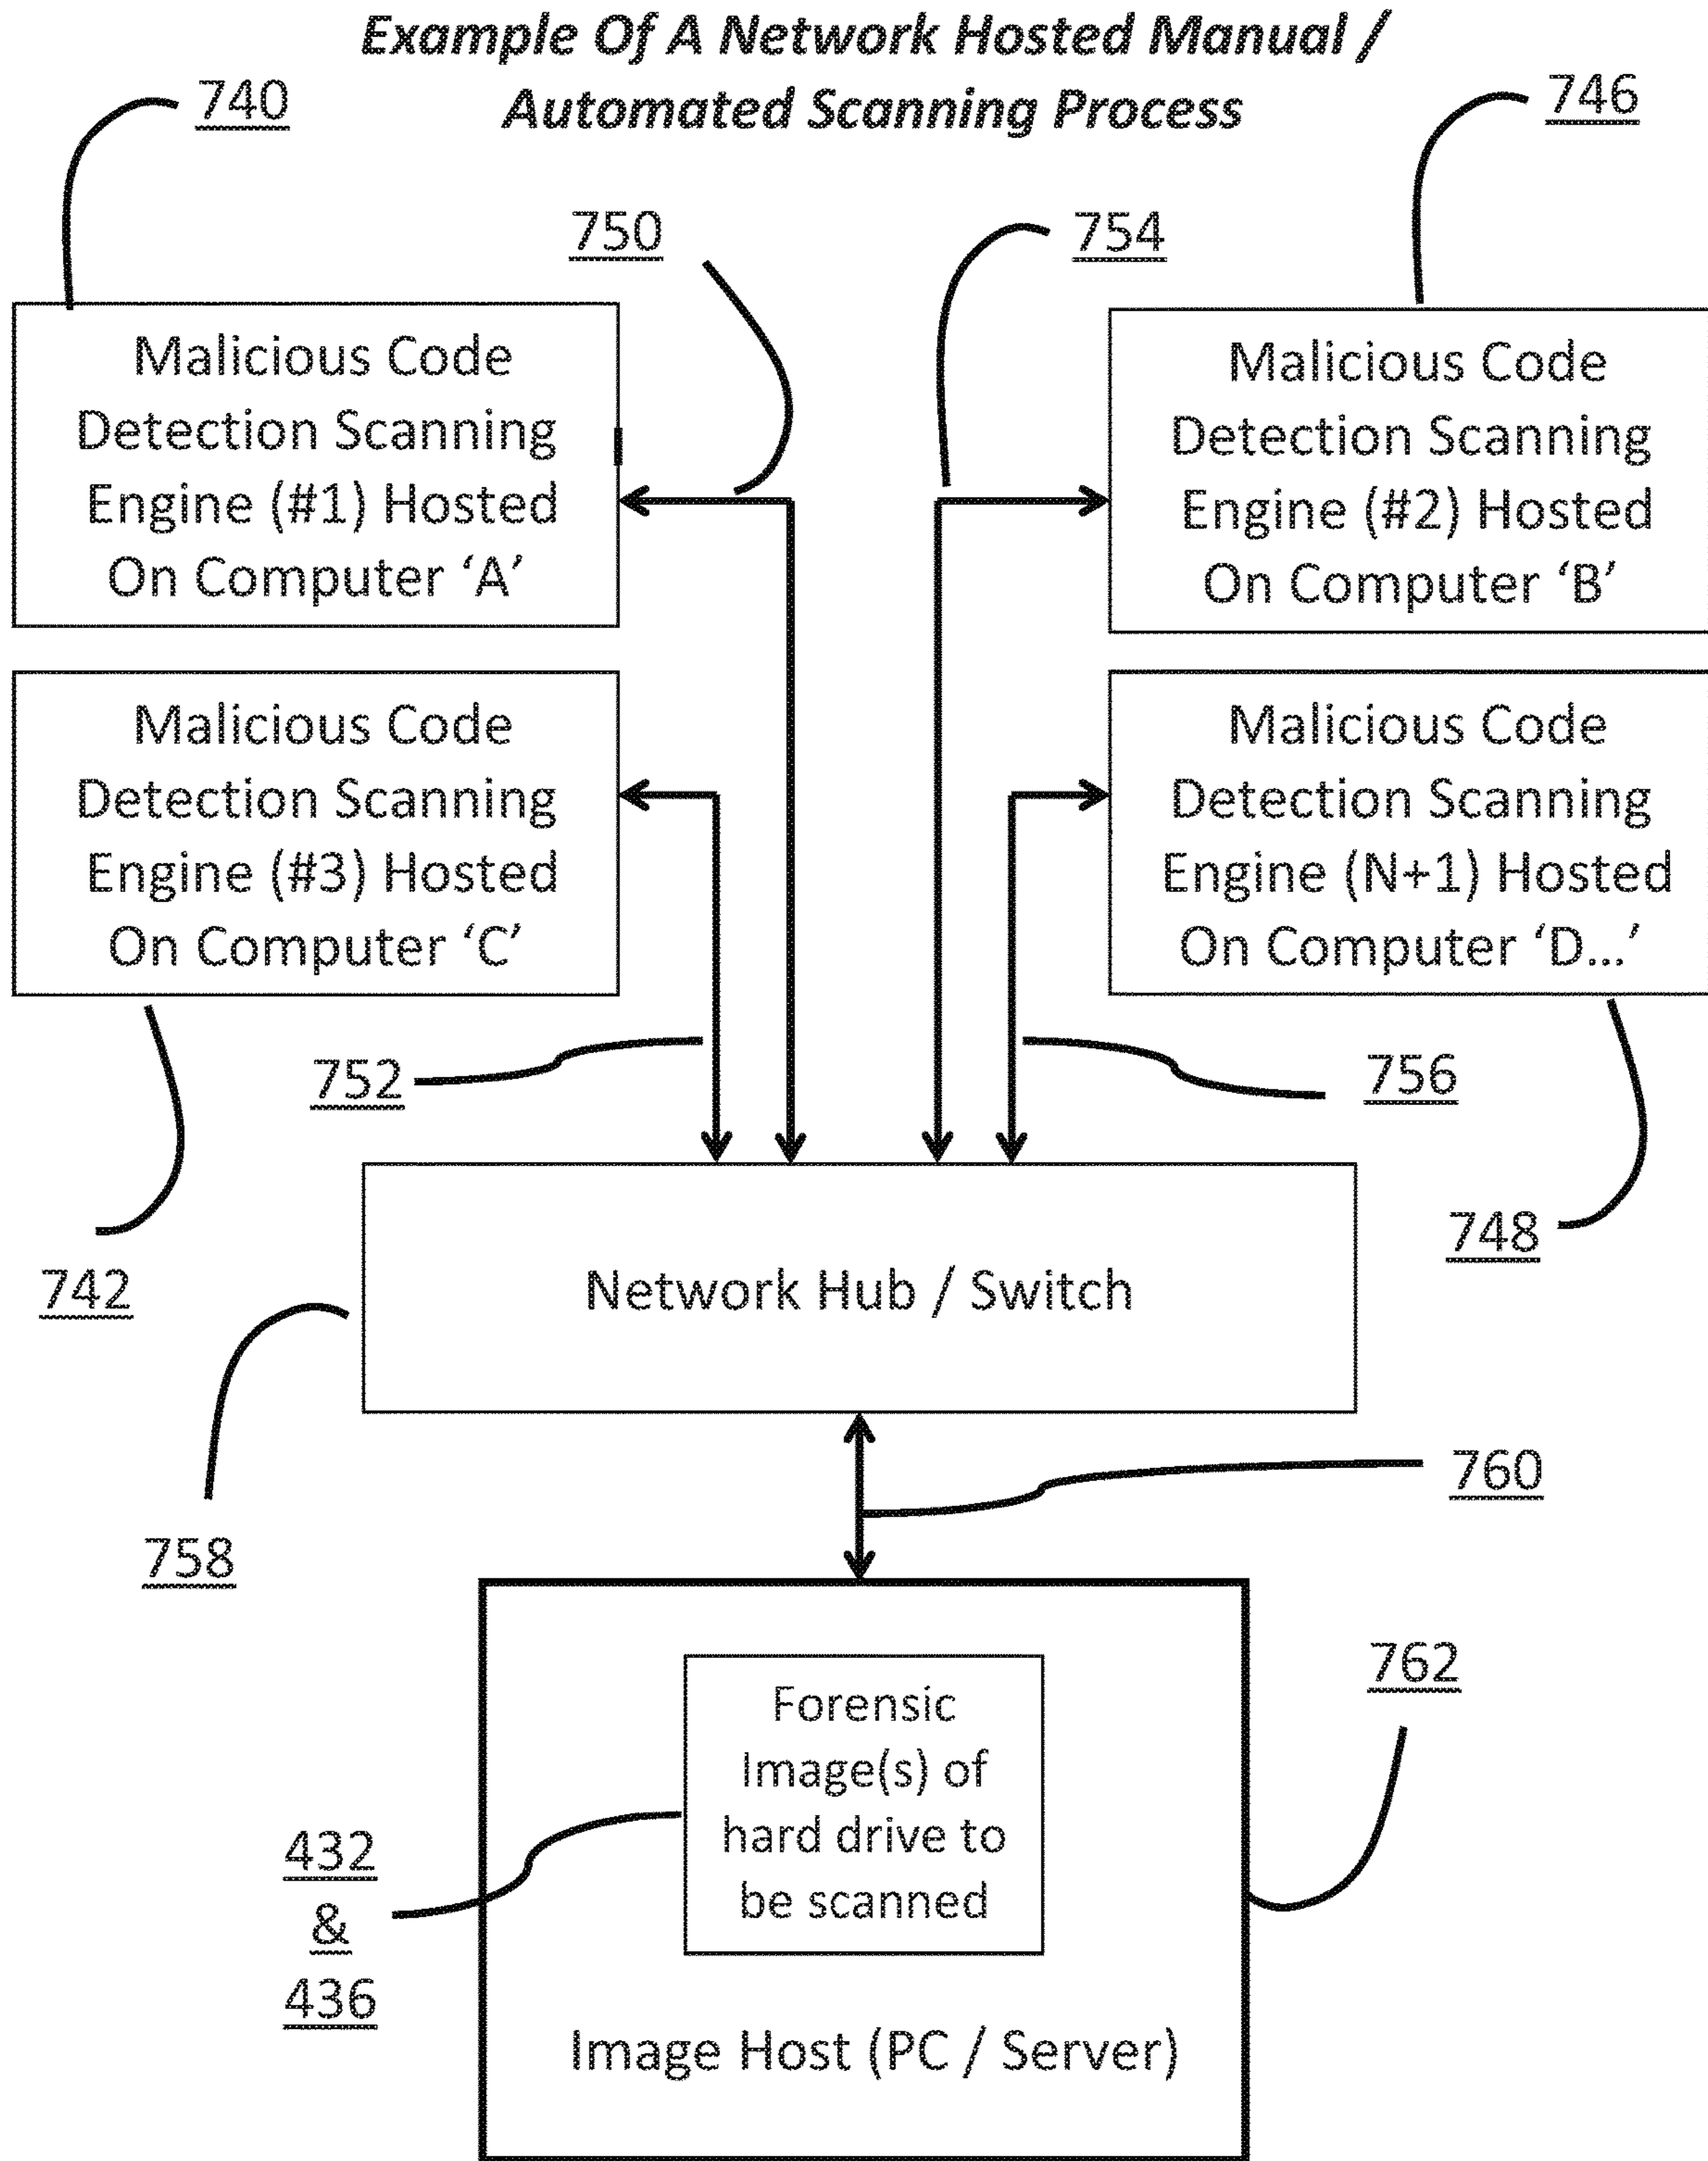 Example Of A Network Hosted Manual /
Automated Scanning Process
740
746
750
754
Malicious Code
Detection Scanning
Engine (#1) Hosted
On Computer ‘A’
Malicious Code
Detection Scanning
Engine (#2) Hosted
On Computer ‘B’
Malicious Code
Detection Scanning
Engine (#3) Hosted
On Computer ‘C’
Malicious Code
Detection Scanning
Engine (N+1) Hosted
On Computer ‘D...’
752
756
742
748
Network Hub / Switch
758
760
762
Forensic
Image(s) of
hard drive to
be scanned
432
&
436
Image Host (PC / Server)